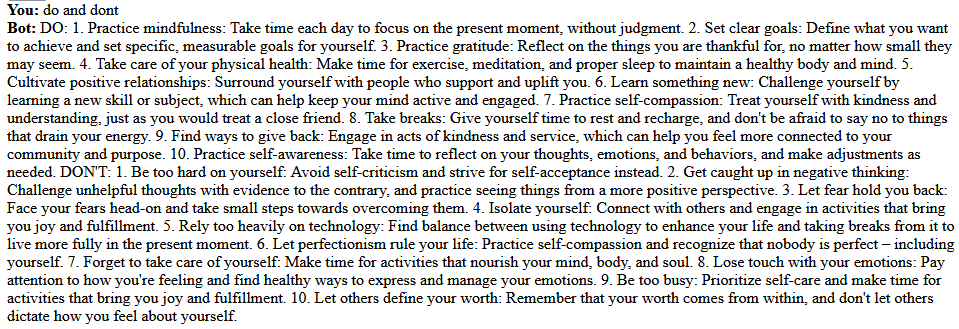 You: do and dont
Bot: DO: 1. Practice mindfulness: Take time each day to focus on the present moment, without judgment. 2. Set clear goals: Define what you want
to achieve and set specific, measurable goals for yourself. 3. Practice gratitude: Reflect on the things you are thankful for, no matter how small they
may seem. 4. Take care of your physical health: Make time for exercise, meditation, and proper sleep to maintain a healthy body and mind. 5.
Cultivate positive relationships: Surround yourself with people who support and uplift you. 6. Learn something new: Challenge yourself by
learning a new skill or subject, which can help keep your mind active and engaged. 7. Practice self-compassion: Treat yourself with kindness and
understanding, just as you would treat a close friend. 8. Take breaks: Give yourself time to rest and recharge, and don't be afraid to say no to things
that drain your energy. 9. Find ways to give back: Engage in acts of kindness and service, which can help you feel more connected to your
community and purpose. 10. Practice self-awareness: Take time to reflect on your thoughts, emotions, and behaviors, and make adjustments as
needed. DON'T: 1. Be too hard on yourself: Avoid self-criticism and strive for self-acceptance instead. 2. Get caught up in negative thinking:
Challenge unhelpful thoughts with evidence to the contrary, and practice seeing things from a more positive perspective. 3. Let fear hold you back:
Face your fears head-on and take small steps towards overcoming them. 4. Isolate yourself: Connect with others and engage in activities that bring
you joy and fulfillment. 5. Rely too heavily on technology: Find balance between using technology to enhance your life and taking breaks from it to
live more fully in the present moment. 6. Let perfectionism rule your life: Practice self-compassion and recognize that nobody is perfect – including
yourself. 7. Forget to take care of yourself: Make time for activities that nourish your mind, body, and soul. 8. Lose touch with your emotions: Pay
attention to how you're feeling and find healthy ways to express and manage your emotions. 9. Be too busy: Prioritize self-care and make time for
activities that bring you joy and fulfillment. 10. Let others define your worth: Remember that your worth comes from within, and don't let others
dictate how you feel about yourself.